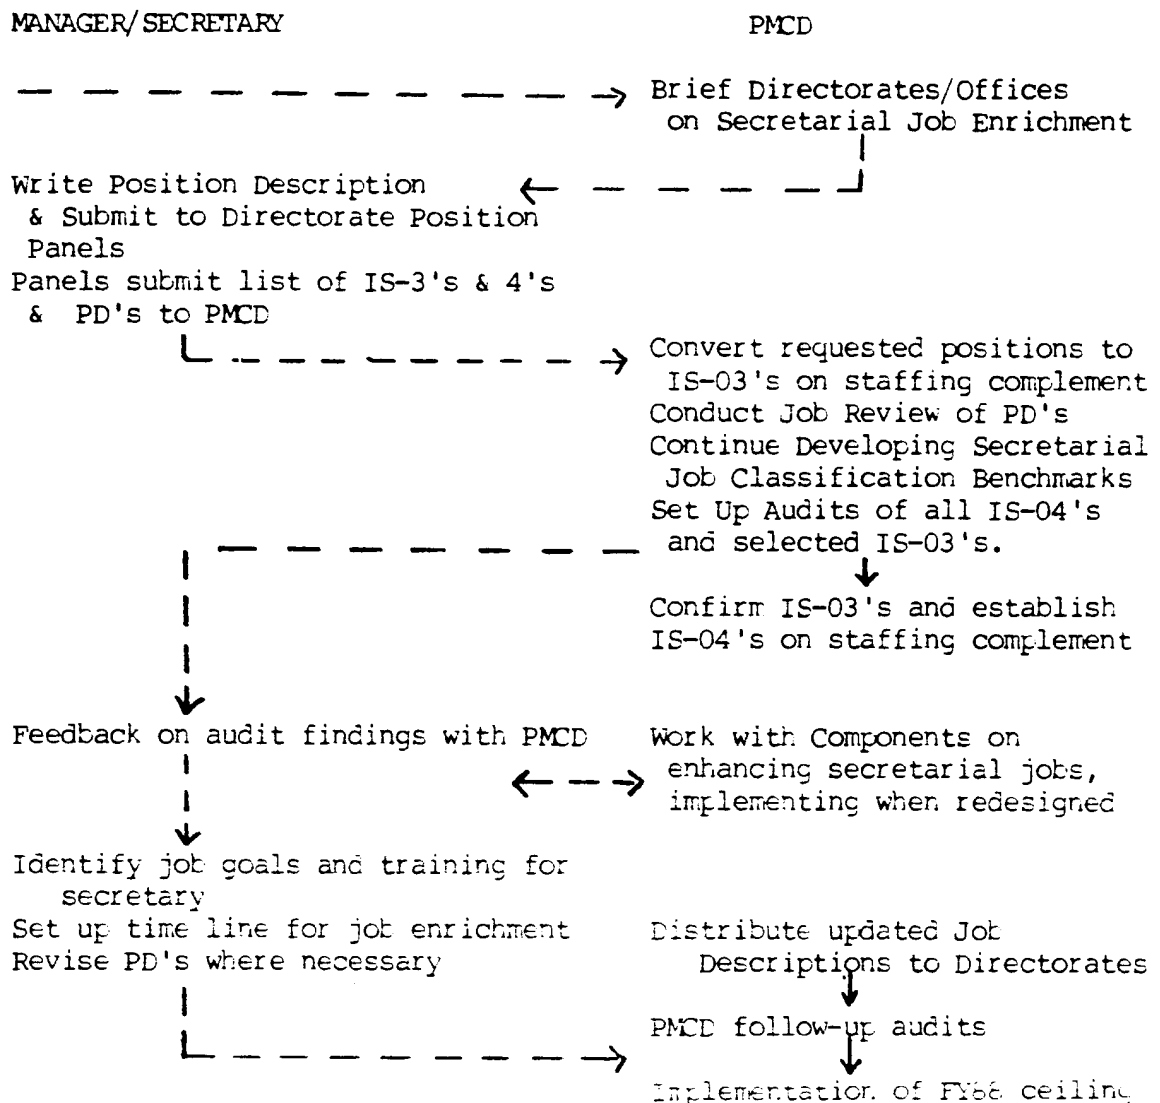 MANAGER/SECRETARY
PMCD
Brief Directorates/Offices
on Secretarial Job Enrichment
Write Position Description
& Submit to Directorate Position
Panels
Panels submit list of IS-3's & 4's
& PD's to PMCD
Convert requested positions to
IS-03's on staffing complement
Conduct Job Review of PD's
Continue Developing Secretarial
Job Classification Benchmarks
Set Up Audits of all IS-04's
and selected IS-03's.
Confirm IS-03's and establish
IS-04's on staffing complement
Feedback on audit findings with PMCD
Work with Components on
enhancing secretarial jobs,
implementing when redesigned
Identify job goals and training for
secretary
Set up time line for job enrichment
Revise PD's where necessary
Distribute updated Job
Descriptions to Directorates
PMCD follow-up audits
Implementation of ceiling